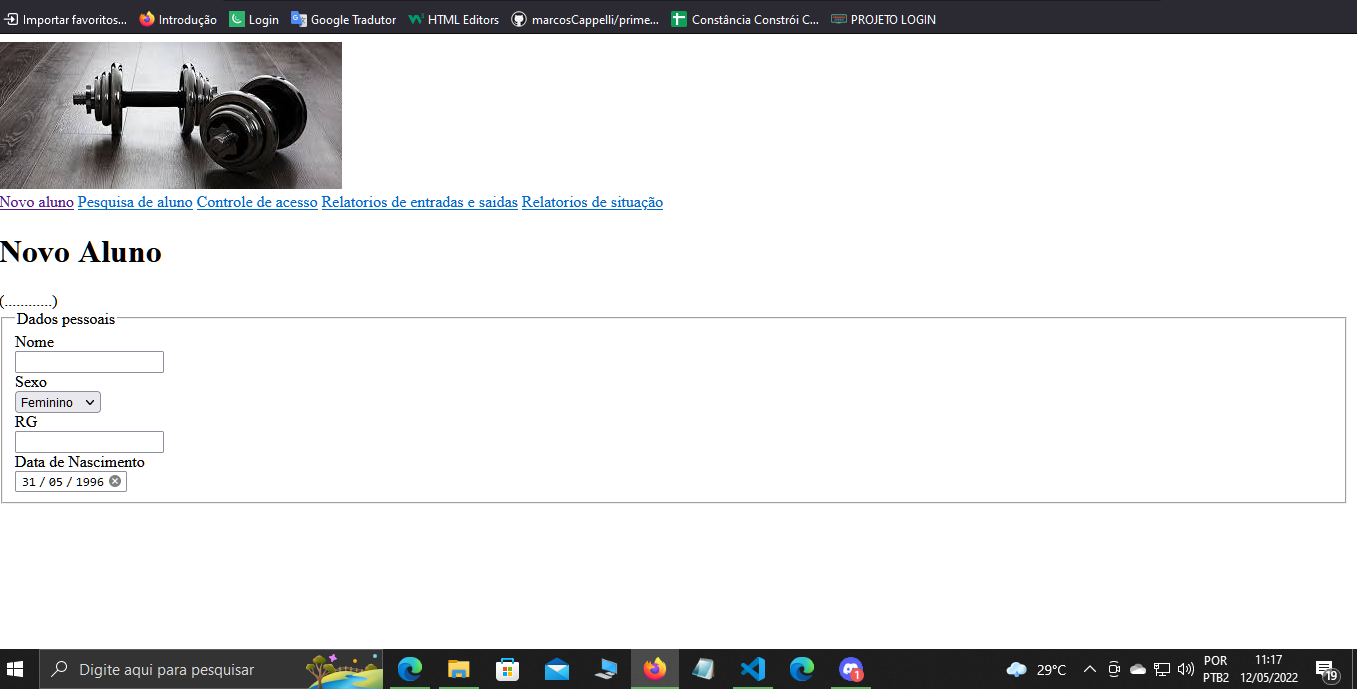 Importar favoritos... Introdução Login Google Tradutor HTML Editors marcosCappelli/prime... Constância Constrói C... PROJETO LOGIN
Novo aluno Pesquisa de aluno Controle de acesso Relatorios de entradas e saidas Relatorios de situação
Novo Aluno
(............)
Dados pessoais
Nome
Sexo
Feminino
RG
Data de Nascimento
31 / 05 / 1996
Digite aqui para pesquisar
1
29°C
POR
PTB2
11:17
12/05/2022
19